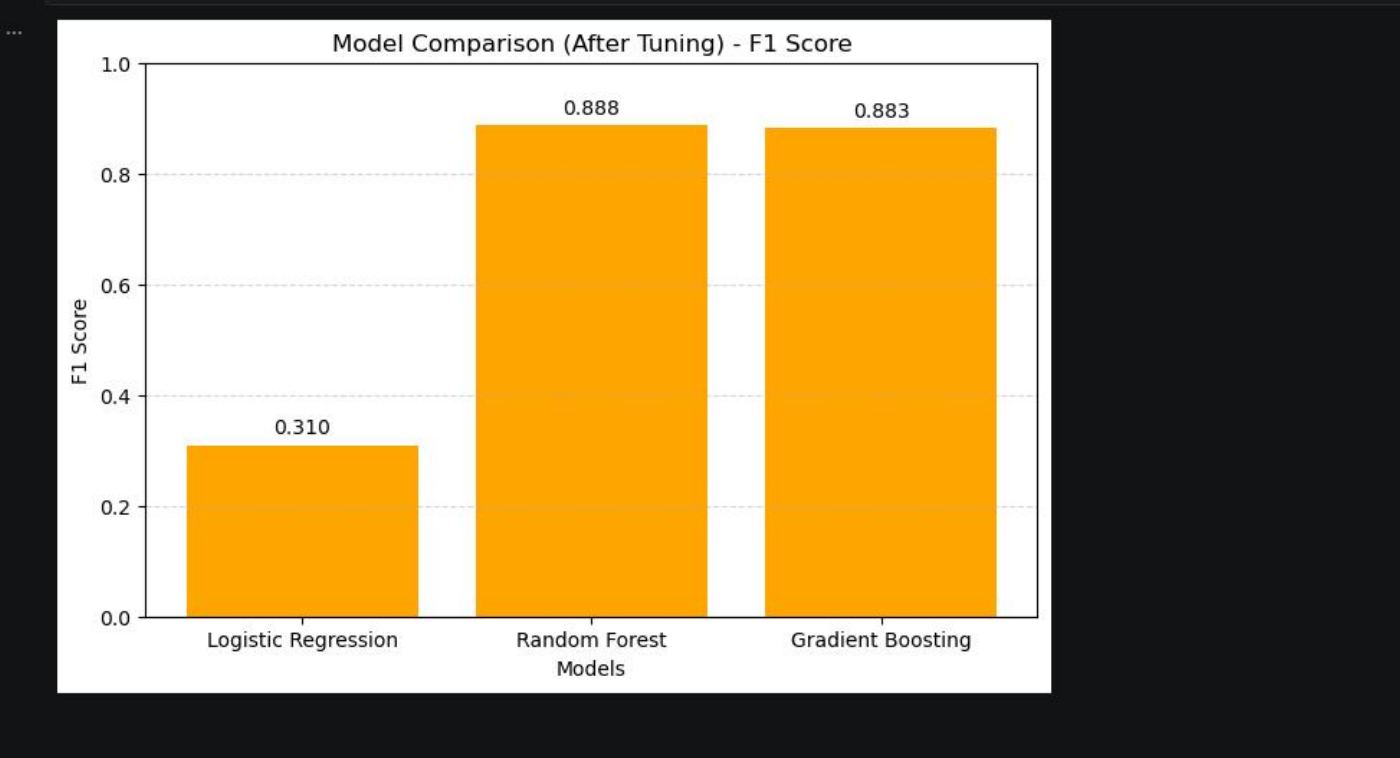 Model Comparison (After Tuning) - F1 Score
1.0
0.8
0.6
0.4
0.2
0.0
F1 Score
0.310
0.888
0.883
Logistic Regression
Random Forest
Gradient Boosting
Models